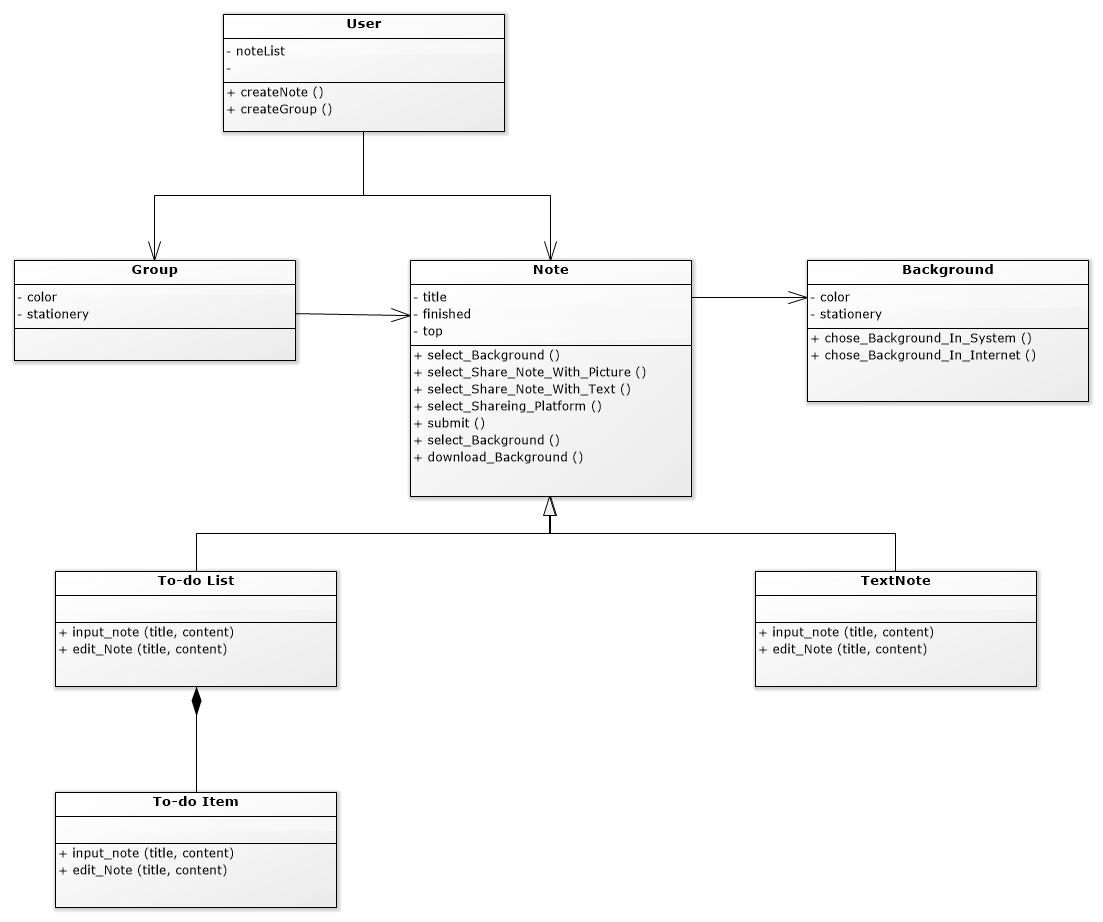 User
- noteList
-
+ createNote ()
+ createGroup ()
Group
- color
- stationery
Note
- title
- finished
- top
+ select_Background ()
+ select_Share_Note_With_Picture ()
+ select_Share_Note_With_Text ()
+ select_Shareing_Platform ()
+ submit ()
+ select_Background ()
+ download_Background ()
Background
- color
- stationery
+ chose_Background_In_System ()
+ chose_Background_In_Internet ()
To-do List
+ input_note (title, content)
+ edit_Note (title, content)
TextNote
+ input_note (title, content)
+ edit_Note (title, content)
To-do Item
+ input_note (title, content)
+ edit_Note (title, content)